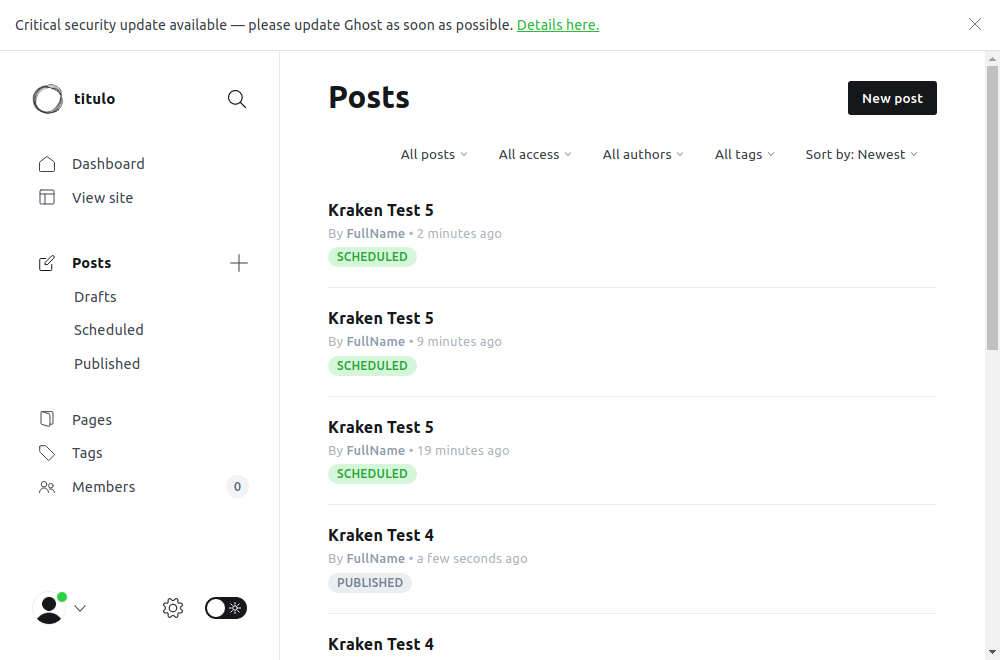 Critical security update available — please update Ghost as soon as possible. Details here.
titulo
Dashboard
View site
Posts
Drafts
Scheduled
Published
Pages
Tags
Members
0
Posts
New post
All posts
All access
All authors
All tags
Sort by: Newest
Kraken Test 5
By FullName • 2 minutes ago
SCHEDULED
Kraken Test 5
By FullName • 9 minutes ago
SCHEDULED
Kraken Test 5
By FullName • 19 minutes ago
SCHEDULED
Kraken Test 4
By FullName • a few seconds ago
PUBLISHED
Kraken Test 4